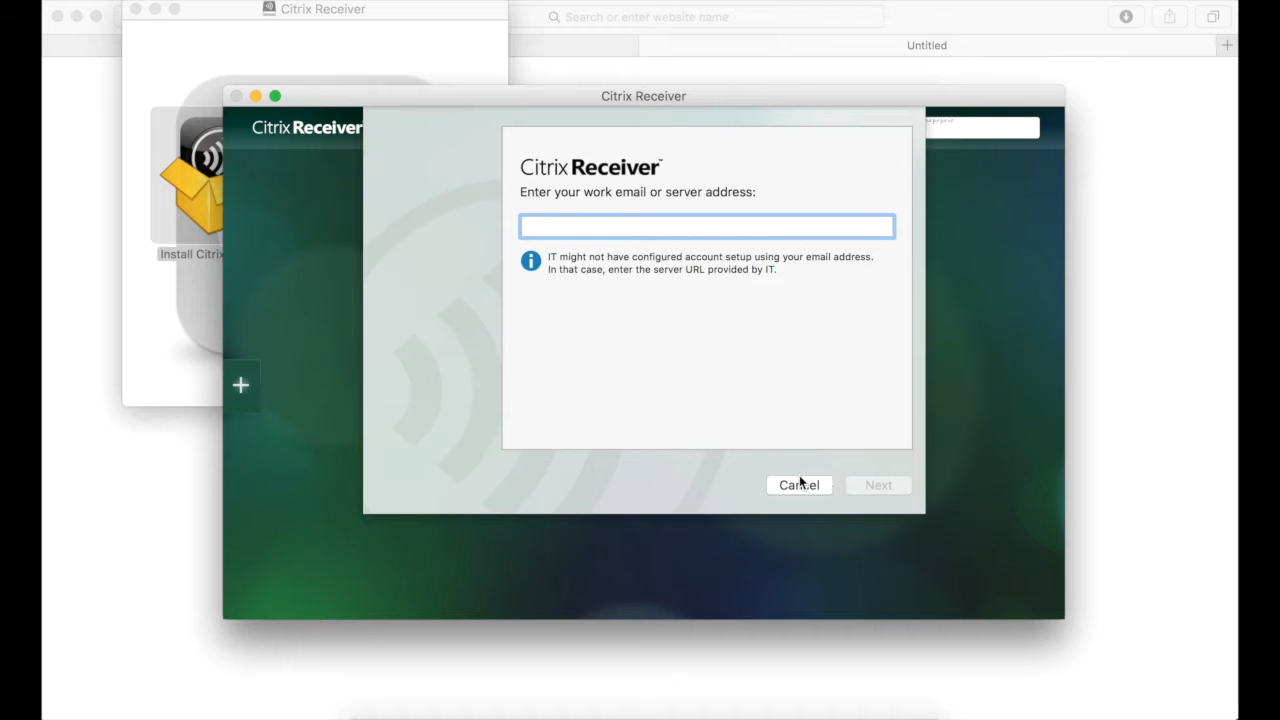 Citrix Receiver
Search or enter website name
Untitled
Citrix Receiver
Citrix Receiver
Install Citrix
Citrix Receiver
Enter your work email or server address:
IT might not have configured account setup using your email address.
In that case, enter the server URL provided by IT.
Cancel
Next